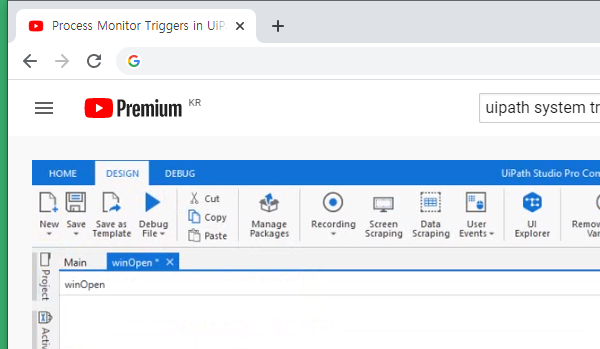 Process Monitor Triggers in UiP
Premium KR
uipath system tr
HOME DESIGN DEBUG UiPath Studio Pro Con
New Save Save as Template Debug File Cut Copy Paste Manage Packages Recording Screen Scraping Data Scraping User Events UI Explorer Remov Var
Main winOpen * ×
winOpen
Project
Activ